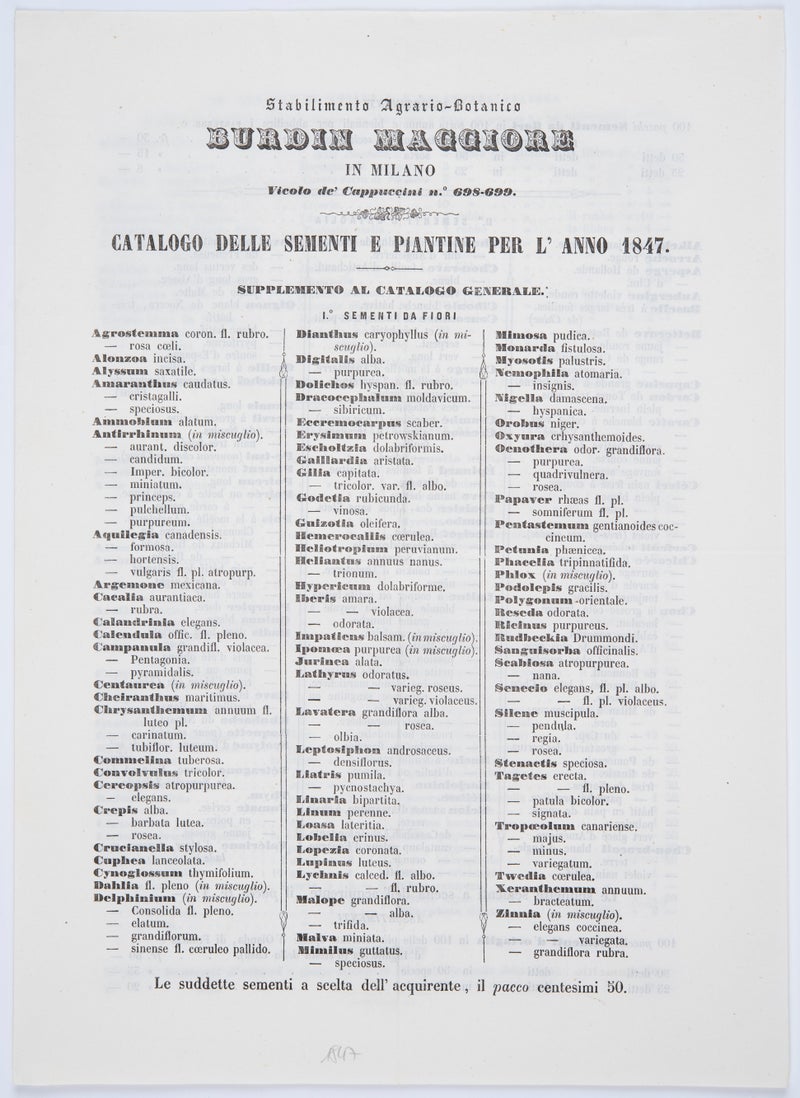 Stabilimento Agrario-Botanico
BURDIN MAGGIORE
IN MILANO
Vicolo de' Cappuccini n.° 698-699.
CATALOGO DELLE SEMENTI E PIANTINE PER L' ANNO 1847.
SUPPLEMENTO AL CATALOGO GENERALE.
I.° SEMENTI DA FIORI
Agrostemma coron. fl. rubro.
— rosa cœli.
Alonzoa incisa.
Alyssum saxatile.
Amaranthus caudatus.
— cristagalli.
— speciosus.
Ammobium alatum.
Antirrhinum (in miscuglio).
— aurant. discolor.
— candidum.
— Imper. bicolor.
— miniatum.
— princeps.
— pulchellum.
— purpureum.
Aquilegia canadensis.
— formosa.
— hortensis.
— vulgaris fl. pl. atropurp.
Argemone mexicana.
Cacalia aurantiaca.
— rubra.
Calandrinia elegans.
Calendula offic. fl. pleno.
Campanula grandifl. violacea.
— Pentagonia.
— pyramidalis.
Centaurea (in miscuglio).
Cheiranthus maritimus.
Chrysanthemum annuum fl.
luteo pl.
— carinatum.
— tubiflor. luteum.
Commelina tuberosa.
Convolvulus tricolor.
Cereopsis atropurpurea.
— elegans.
Crepis alba.
— barbata lutea.
— rosea.
Crucianella stylosa.
Cuphea lanceolata.
Cynoglossum thymifolium.
Dahlia fl. pleno (in miscuglio).
Delphinium (in miscuglio).
— Consolida fl. pleno.
— elatum.
— grandiflorum.
— sinense fl. cœruleo pallido.
Dianthus caryophyllus (in mi-
scuglio).
Digitalis alba.
— purpurea.
Dolichos hyspan. fl. rubro.
Dracocephalum moldavicum.
— sibiricum.
Eccremocarpus scaber.
Erysimum petrowskianum.
Escholtzia dolabriformis.
Gaillardia aristata.
Gilia capitata.
— tricolor. var. fl. albo.
Godetia rubicunda.
— vinosa.
Guizotia oleifera.
Hemerocallis cœrulea.
Heliotropium peruvianum.
Heliantus annuus nanus.
— trionum.
Hypericum dolabriforme.
Iberis amara.
— — violacea.
— odorata.
Impatiens balsam. (in miscuglio).
Ipomœa purpurea (in miscuglio).
Jurinea alata.
Lathyrus odoratus.
— — varieg. roseus.
— — varieg. violaceus.
Lavatera grandiflora alba.
— — rosea.
— olbia.
Leptosiphon androsaceus.
— densiflorus.
Liatris pumila.
— pycnostachya.
Linaria bipartita.
Linum perenne.
Loasa lateritia.
Lobelia erinus.
Lopezia coronata.
Lupinus luteus.
Lychnis calced. fl. albo.
— — fl. rubro.
Malope grandiflora.
— — alba.
— trifida.
Malva miniata.
Mimilus guttatus.
— speciosus.
Mimosa pudica.
Monarda fistulosa.
Myosotis palustris.
Nemophila atomaria.
— insignis.
Nigella damascena.
— hyspanica.
Orobus niger.
Oxyura crhysanthemoides.
Oenothera odor. grandiflora.
— purpurea.
— quadrivulnera.
— rosea.
Papaver rhœas fl. pl.
— somniferum fl. pl.
Pentastemum gentianoides coc-
cineum.
Petunia phænicea.
Phacelia tripinnatifida.
Phlox (in miscuglio).
Podolepis gracilis.
Polygonum orientale.
Reseda odorata.
Ricinus purpureus.
Rudbeckia Drummondi.
Sanguisorba officinalis.
Scabiosa atropurpurea.
— nana.
Senecio elegans, fl. pl. albo.
— — fl. pl. violaceus.
Silene muscipula.
— pendula.
— regia.
— rosea.
Stenactis speciosa.
Tagetes erecta.
— — fl. pleno.
— patula bicolor.
— signata.
Tropœolum canariense.
— majus.
— minus.
— variegatum.
Twedia cœrulea.
Xeranthemum annuum.
— bracteatum.
Zinnia (in miscuglio).
— elegans coccinea.
— — variegata.
— grandiflora rubra.
Le suddette sementi a scelta dell' acquirente, il pacco centesimi 50.
1847